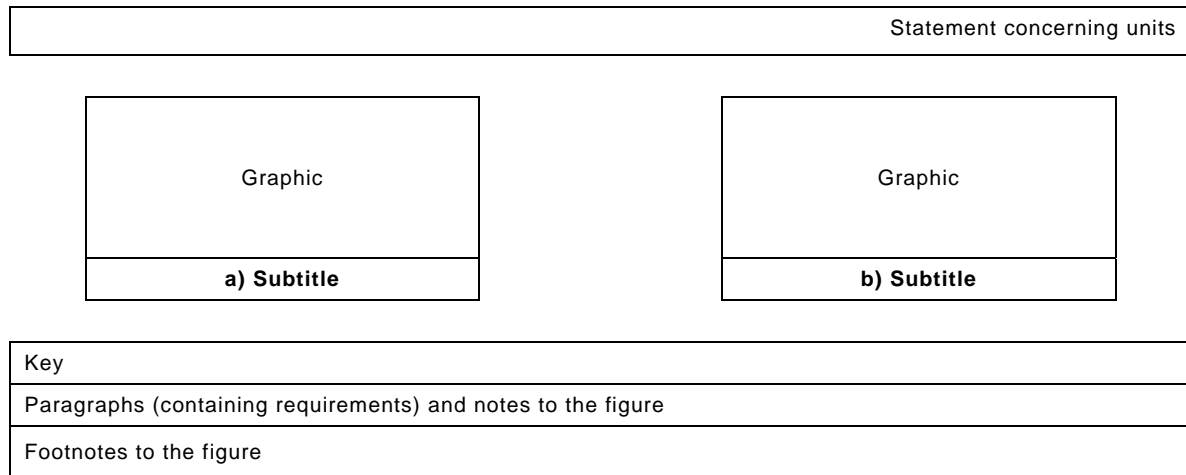 Statement concerning units
Graphic
Graphic
a) Subtitle
b) Subtitle
Key
Paragraphs (containing requirements) and notes to the figure
Footnotes to the figure